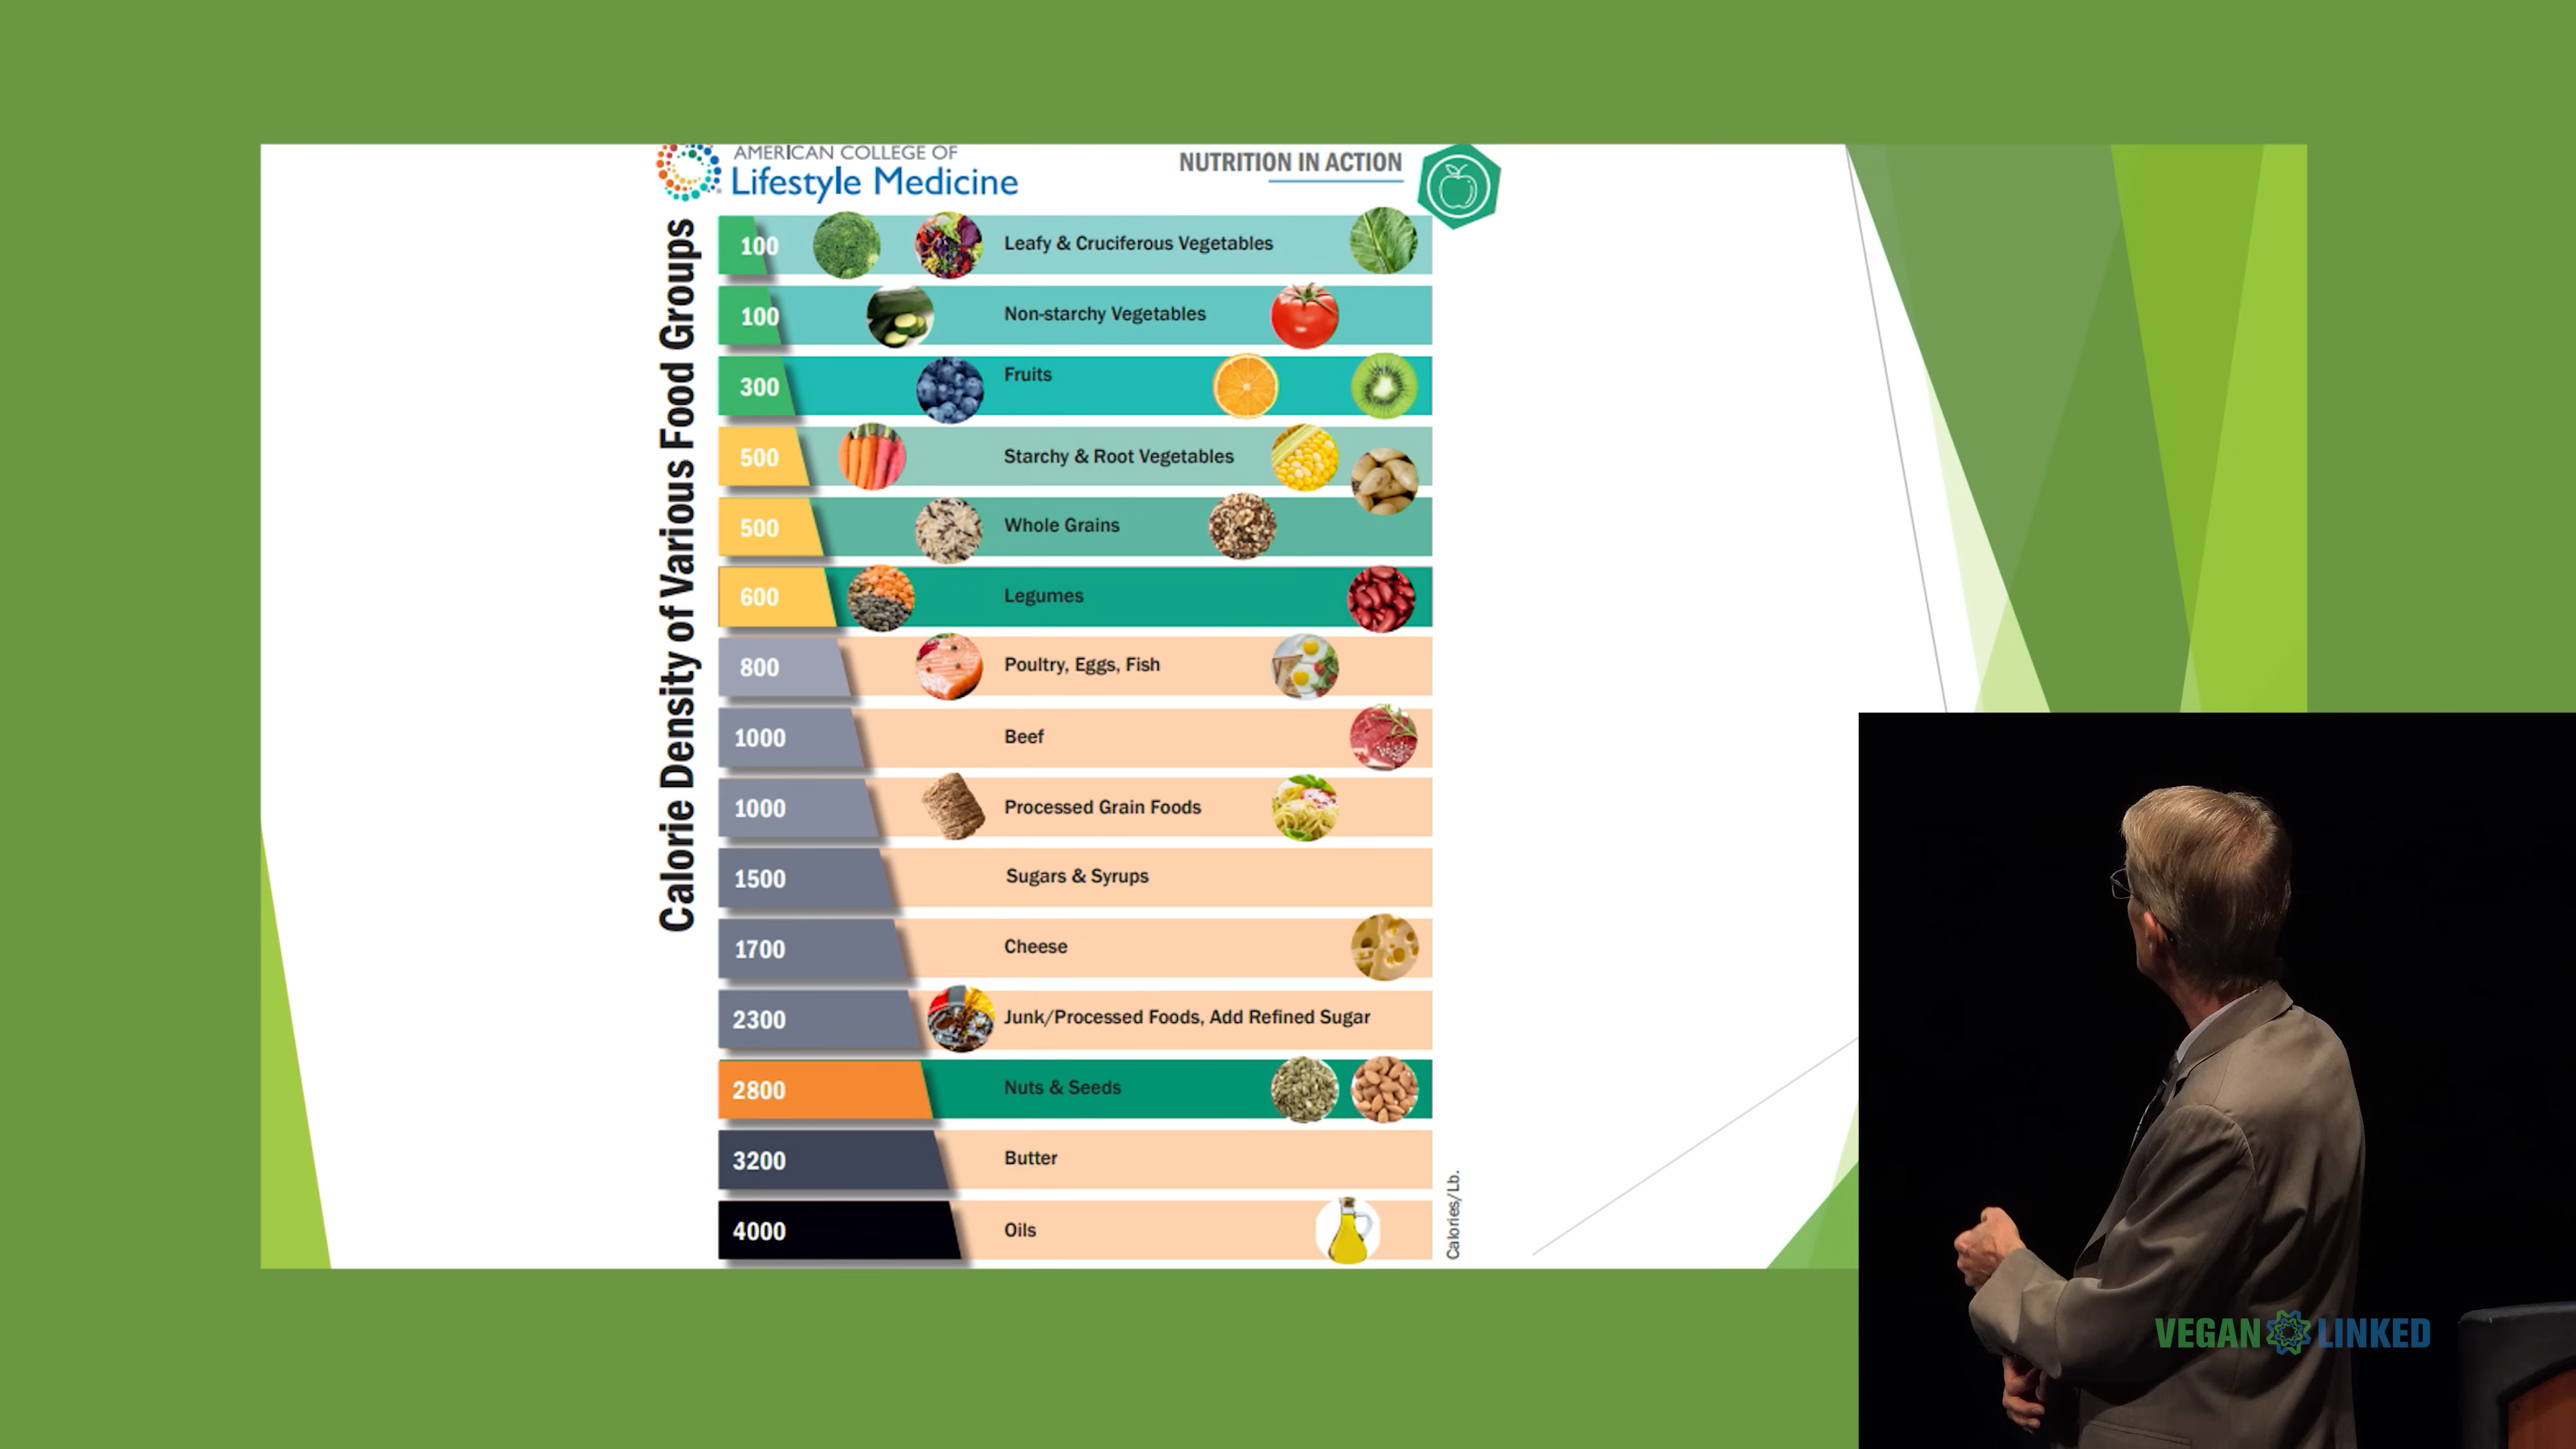 AMERICAN COLLEGE OF
Lifestyle Medicine
NUTRITION IN ACTION
Calorie Density of Various Food Groups
100 Leafy & Cruciferous Vegetables
100 Non-starchy Vegetables
300 Fruits
500 Starchy & Root Vegetables
500 Whole Grains
600 Legumes
800 Poultry, Eggs, Fish
1000 Beef
1000 Processed Grain Foods
1500 Sugars & Syrups
1700 Cheese
2300 Junk/Processed Foods, Add Refined Sugar
2800 Nuts & Seeds
3200 Butter
4000 Oils
Calories/Lb.
VEGAN LINKED